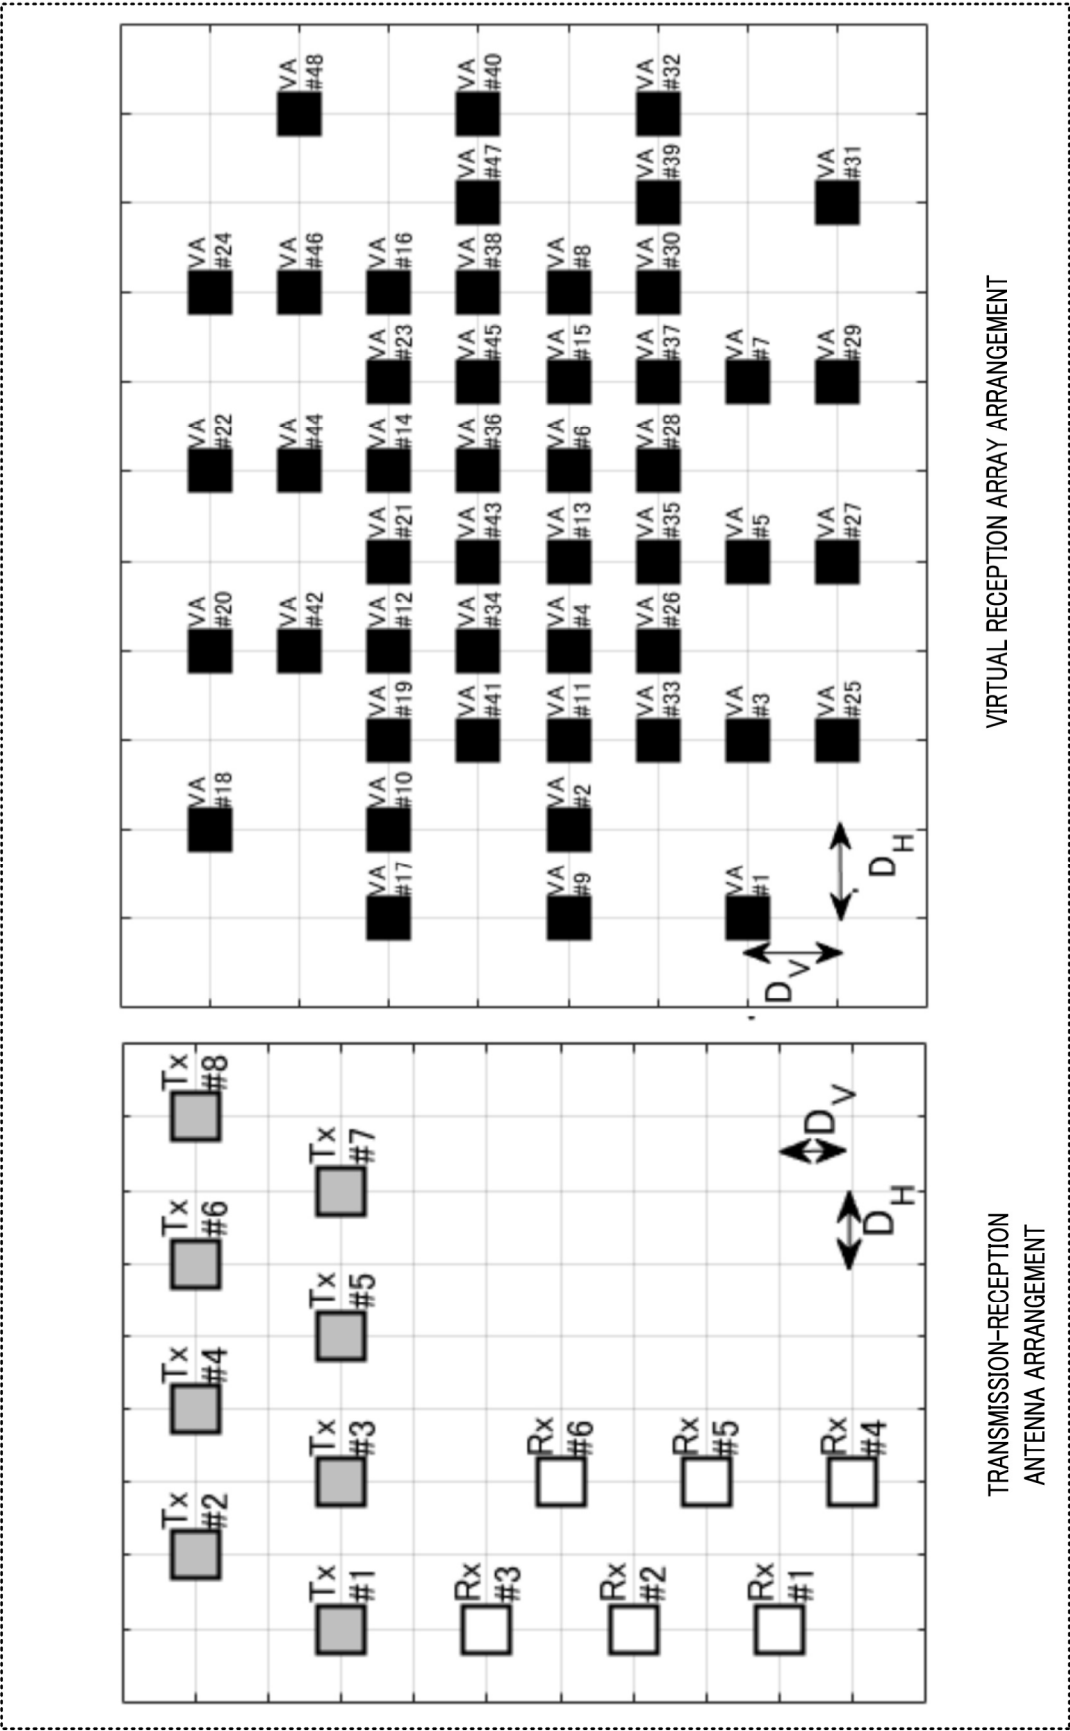 Tx
#2
Tx
#4
Tx
#6
Tx
#8
Tx
#1
Tx
#3
Tx
#5
Tx
#7
Rx
#3
Rx
#6
Rx
#2
Rx
#5
Rx
#1
Rx
#4
DV
DH
TRANSMISSION-RECEPTION
ANTENNA ARRANGEMENT
VA
#18
VA
#20
VA
#22
VA
#24
VA
#42
VA
#44
VA
#46
VA
#48
VA
#17
VA
#10
VA
#19
VA
#12
VA
#21
VA
#14
VA
#23
VA
#16
VA
#41
VA
#34
VA
#43
VA
#36
VA
#45
VA
#38
VA
#47
VA
#40
VA
#9
VA
#2
VA
#11
VA
#4
VA
#13
VA
#6
VA
#15
VA
#8
VA
#33
VA
#26
VA
#35
VA
#28
VA
#37
VA
#30
VA
#39
VA
#32
VA
#1
VA
#3
VA
#5
VA
#7
VA
#25
VA
#27
VA
#29
VA
#31
DV
DH
VIRTUAL RECEPTION ARRAY ARRANGEMENT